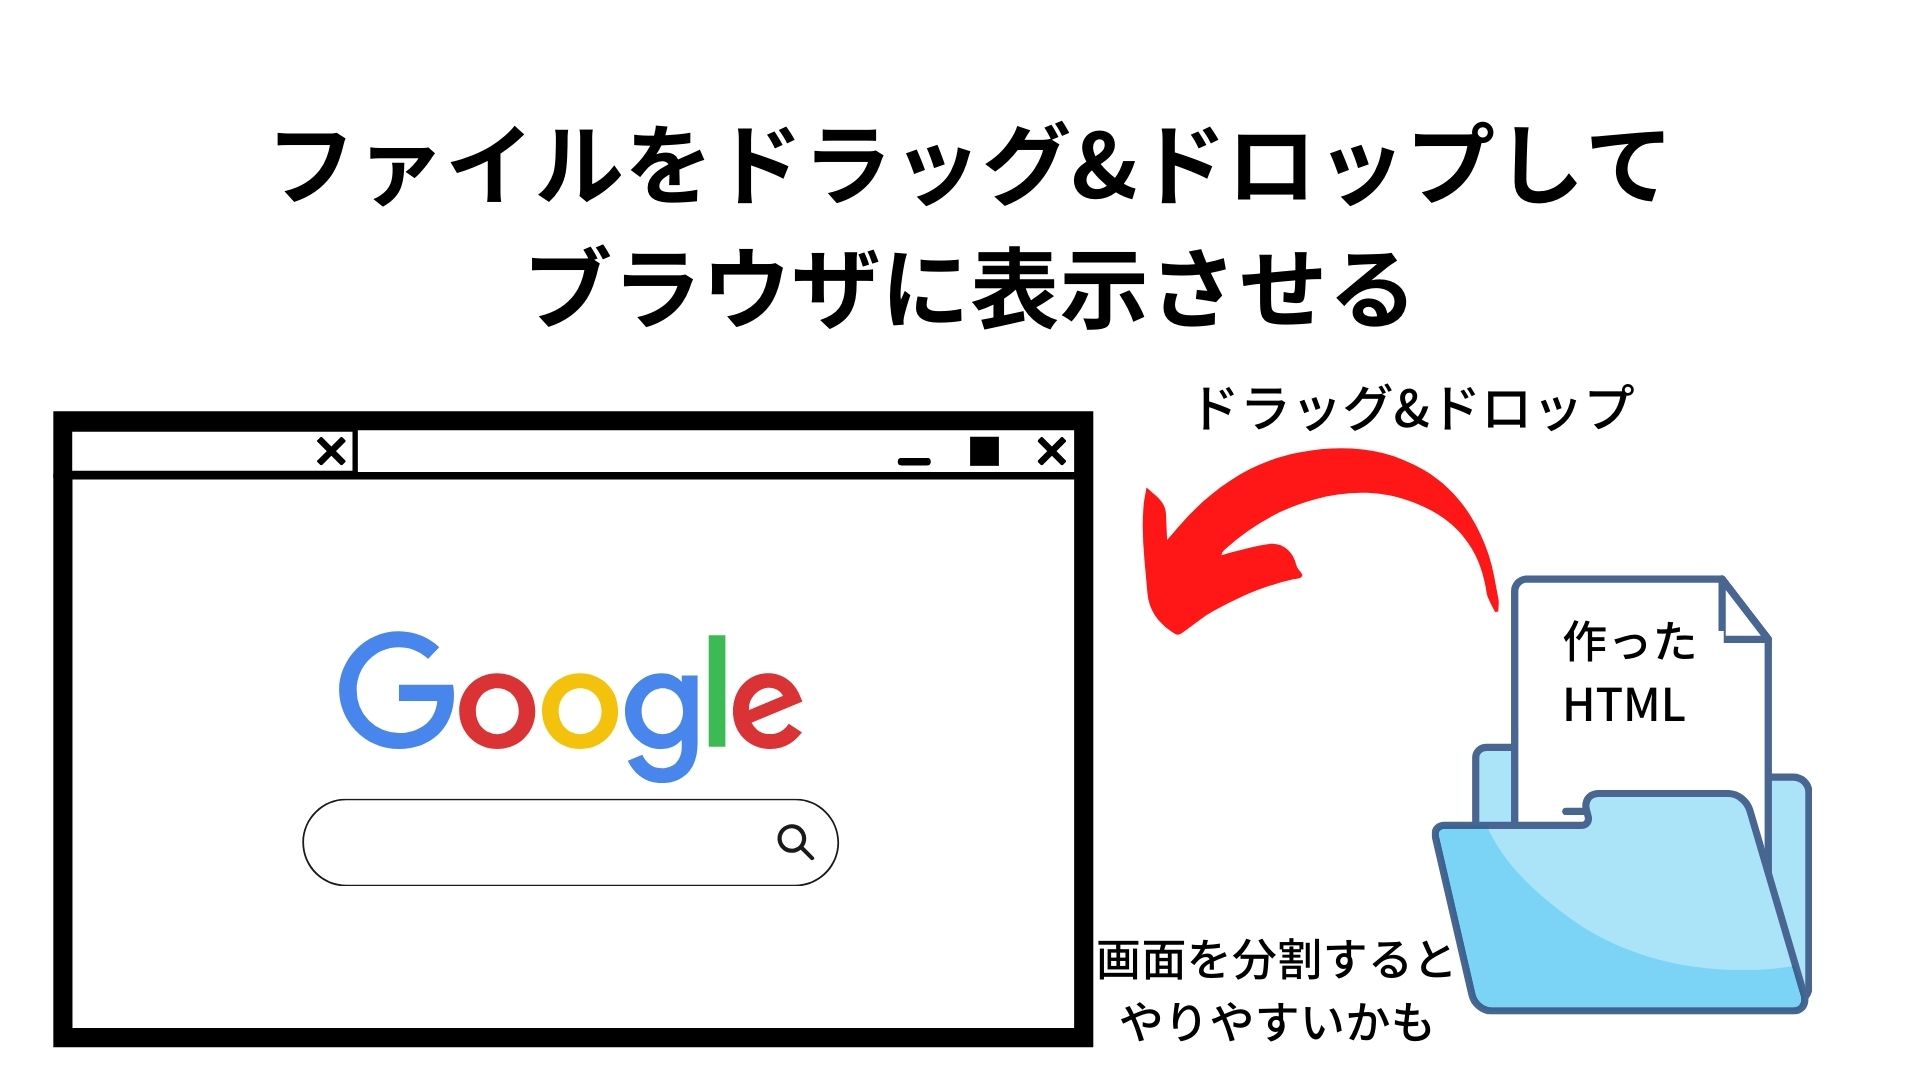 ファイルをドラッグ&ドロップして
ブラウザに表示させる
ドラッグ&ドロップ
Google
作った
HTML
画面を分割すると
やりやすいかも